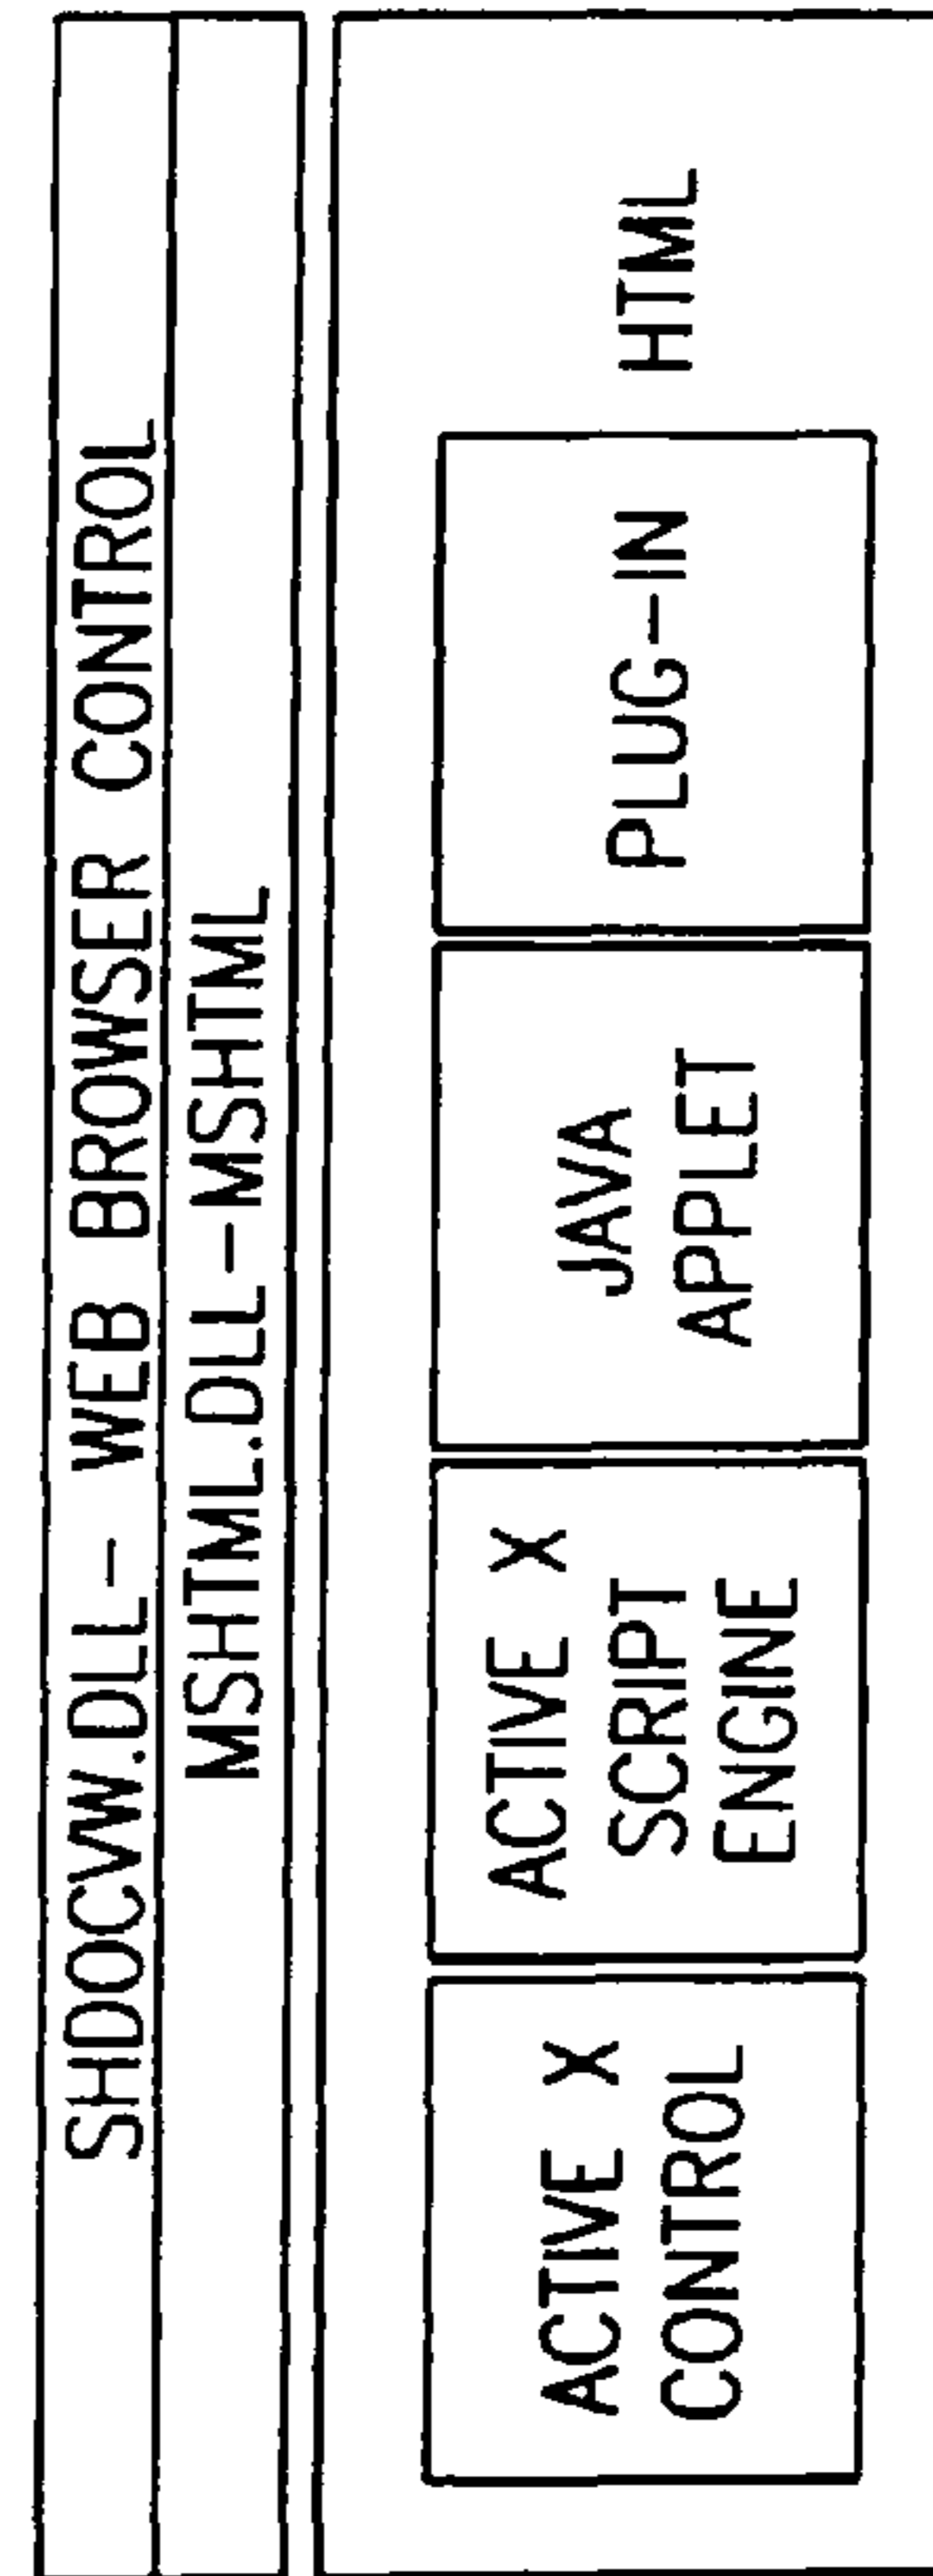 SHDOCVW.DLL- WEB BROWSER CONTROL
MSHTML.DLL-MSHTML
ACTIVE X
CONTROL
ACTIVE X
SCRIPT
ENGINE
JAVA
APPLET
PLUG-IN
HTML